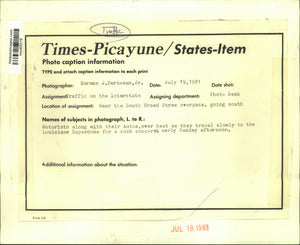 Traffic
Times-Picayune/States-Item
Photo caption information
TYPE and attach caption information to each print
Photographer: Norman J. Berteaux, Jr. July 19, 1981 Date shot:
Assignment: Traffic on the Interstate Assigning department: Photo Desk
Location of assignment: Near the South Broad Stree overpass, going south
Names of subjects in photograph, L to R.:
Motorists along with their autos, over heat as they travel slowly to the
Louisiana Superdome for a rock concert, early Sunday afternoon.
Additional information about the situation:
JUL 18 1981